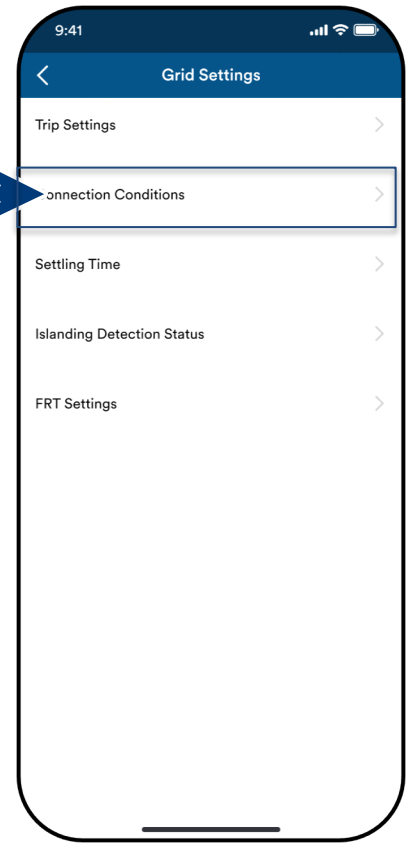 9:41
Grid Settings
Trip Settings
onnection Conditions
Settling Time
Islanding Detection Status
FRT Settings